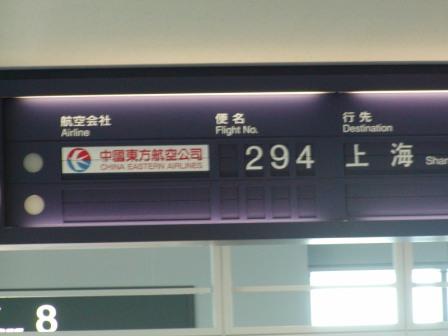 航空会社 便名 行先
Airline Flight No. Destination
中國東方航空公司 294 上海 Shan
CHINA EASTERN AIRLINES
8